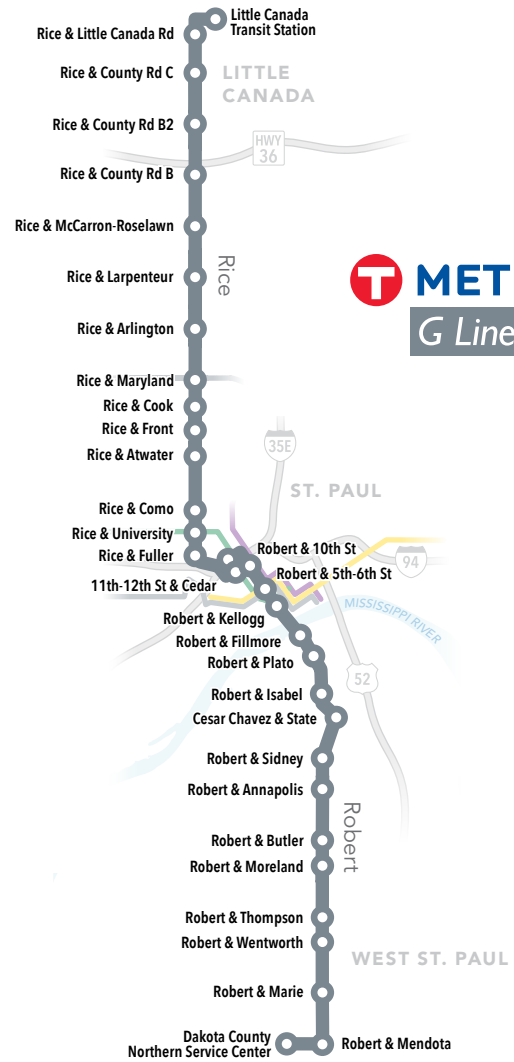 Little Canada
Transit Station
Rice & Little Canada Rd
Rice & County Rd C
LITTLE
CANADA
Rice & County Rd B2
HWY
36
Rice & County Rd B
Rice & McCarron-Roselawn
Rice
Rice & Larpenteur
T MET
G Line
Rice & Arlington
Rice & Maryland
Rice & Cook
Rice & Front
35E
Rice & Atwater
ST. PAUL
Rice & Como
Rice & University
Robert & 10th St
Rice & Fuller
94
Robert & 5th-6th St
11th-12th St & Cedar
MISSISSIPPI RIVER
Robert & Kellogg
Robert & Fillmore
Robert & Plato
52
Robert & Isabel
Cesar Chavez & State
Robert & Sidney
Robert & Annapolis
Robert
Robert & Butler
Robert & Moreland
Robert & Thompson
Robert & Wentworth
WEST ST. PAUL
Robert & Marie
Dakota County
Northern Service Center
Robert & Mendota